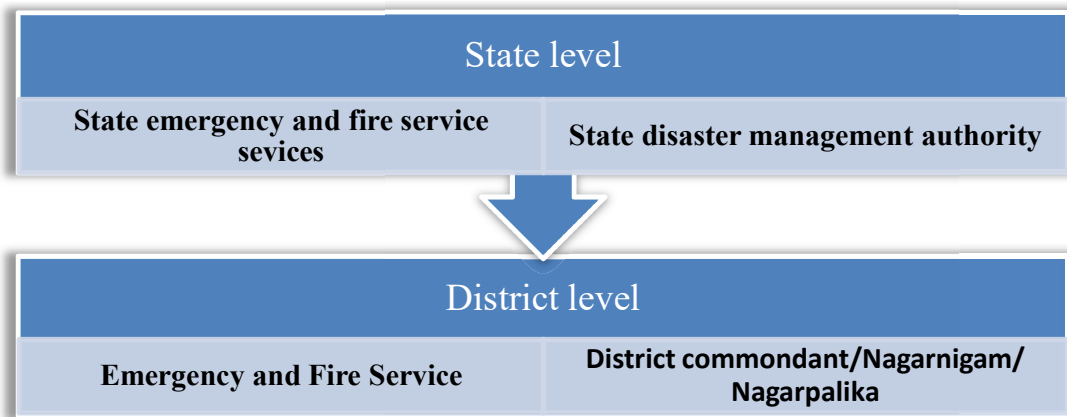 State level
State emergency and fire service
sevices
State disaster management authority
District level
Emergency and Fire Service
District commondant/Nagarnigam/
Nagarpalika